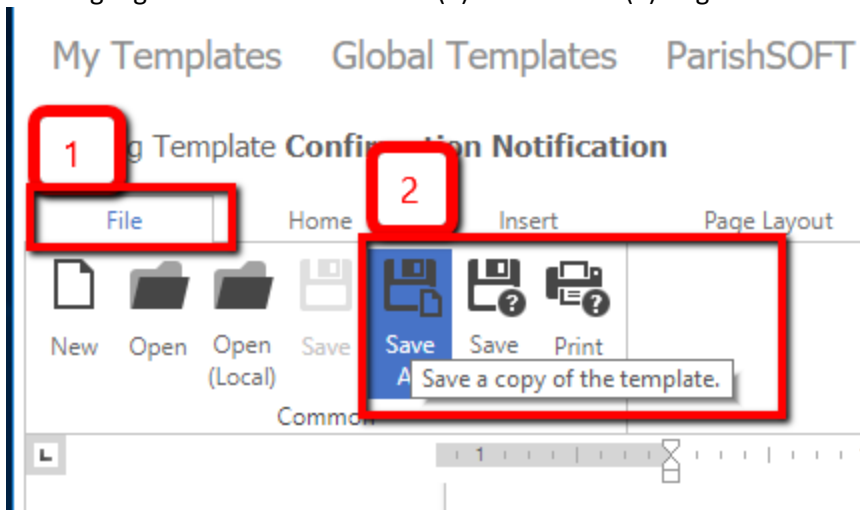 My Templates Global Templates ParishSOFT
1
g Template Confir on Notification
2
File Home Insert Page Layout
New Open Open (Local) Save Save A Save Print
Save a copy of the template.
Common
L 1